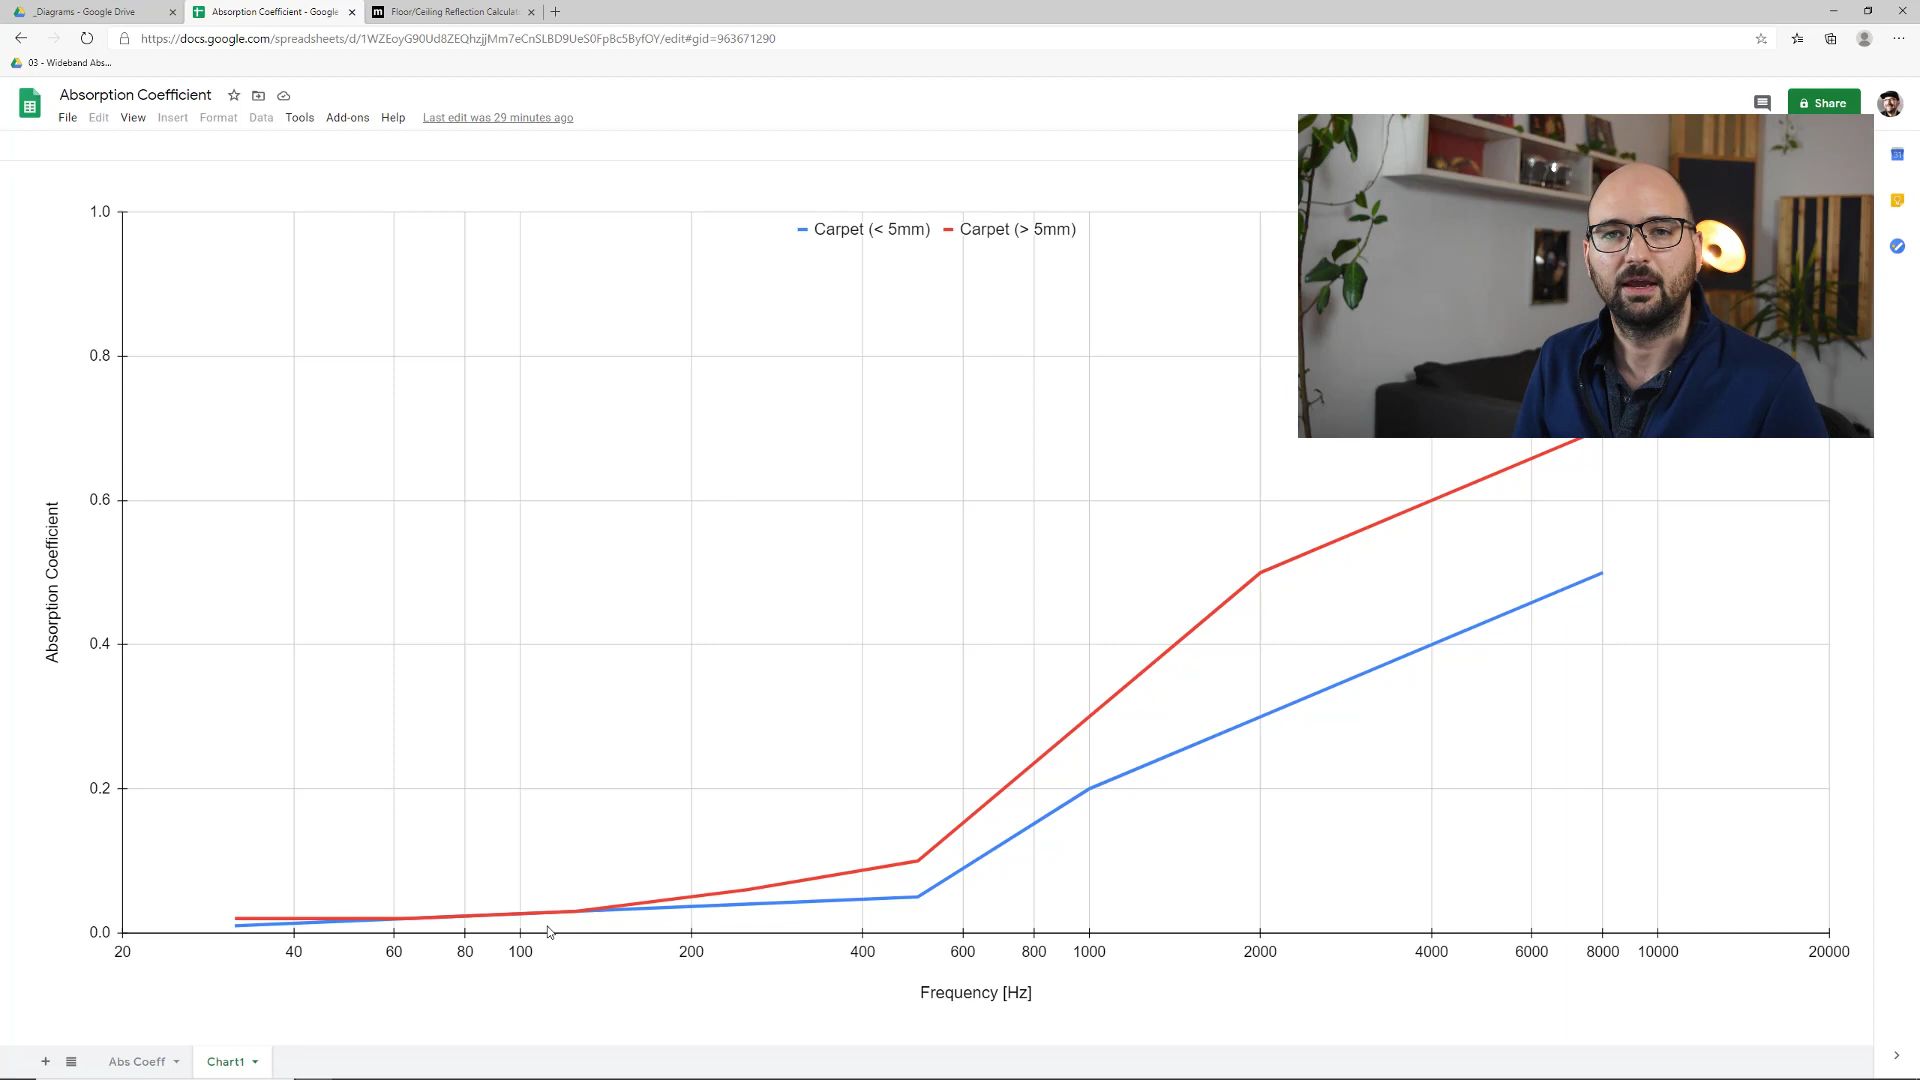 _Diagrams - Google Drive
Absorption Coefficient - Google
Floor/Ceiling Reflection Calculat
https://docs.google.com/spreadsheets/d/1WZEoyG90Ud8ZEQhzjjMm7eCnSLBD9UeS0FpBc5ByfOY/edit#gid=963671290
03 - Wideband Abs...
Absorption Coefficient
File Edit View Insert Format Data Tools Add-ons Help Last edit was 29 minutes ago
Share
31
Carpet (< 5mm) Carpet (> 5mm)
1.0
0.8
0.6
0.4
0.2
0.0
Absorption Coefficient
20 40 60 80 100 200 400 600 800 1000 2000 4000 6000 8000 10000 20000
Frequency [Hz]
Abs Coeff
Chart1